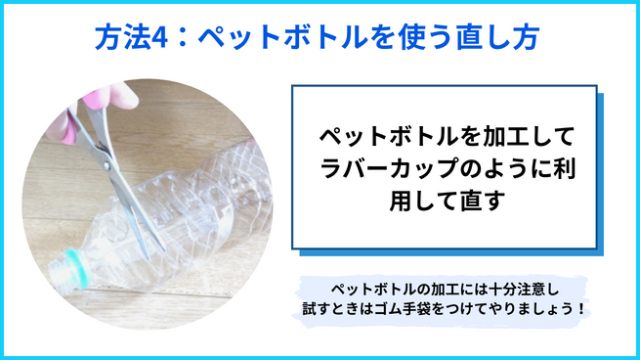 方法4：ペットボトルを使う直し方
ペットボトルを加工して
ラバーカップのように利
用して直す
ペットボトルの加工には十分注意し
試すときはゴム手袋をつけてやりましょう！